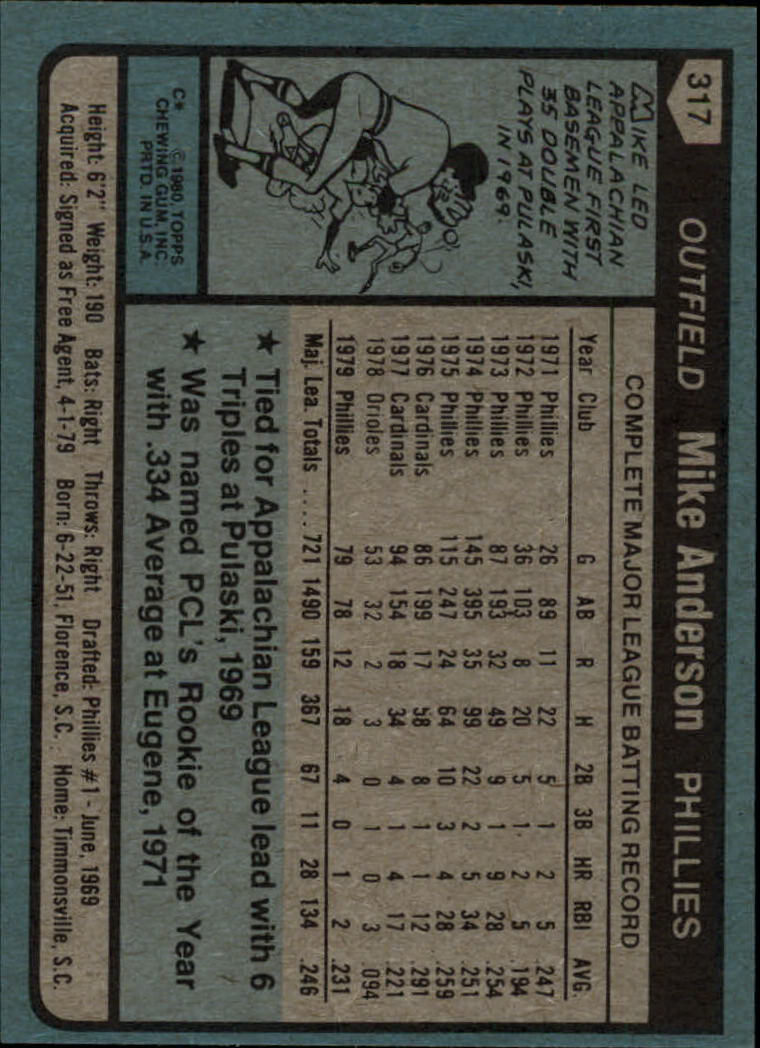 317
OUTFIELD Mike Anderson PHILLIES
MIKE LED
APPALACHIAN
LEAGUE FIRST
BASEMEN WITH
35 DOUBLE
PLAYS AT PULASKI,
IN 1969.
C* © 1980 TOPPS
CHEWING GUM, INC.
PRTD. IN U.S.A.
COMPLETE MAJOR LEAGUE BATTING RECORD
Year Club G AB R H 2B 3B HR RBI AVG.
1971 Phillies 26 89 11 22 5 1 2 5 .247
1972 Phillies 36 103 8 20 5 1 2 5 .194
1973 Phillies 87 193 32 49 9 1 9 28 .254
1974 Phillies 145 395 35 99 22 2 5 34 .251
1975 Phillies 115 247 24 64 10 3 4 28 .259
1976 Cardinals 86 199 17 58 8 1 1 12 .291
1977 Cardinals 94 154 18 34 4 1 4 17 .221
1978 Orioles 53 32 2 3 0 1 0 3 .094
1979 Phillies 79 78 12 18 4 0 1 2 .231
Maj. Lea. Totals .... 721 1490 159 367 67 11 28 134 .246
★ Tied for Appalachian League lead with 6
Triples at Pulaski, 1969
★ Was named PCL's Rookie of the Year
with .334 Average at Eugene, 1971
Height: 6'2" Weight: 190 Bats: Right Throws: Right Drafted: Phillies #1 - June, 1969
Acquired: Signed as Free Agent, 4-1-79 Born: 6-22-51, Florence, S.C. Home: Timmonsville, S.C.